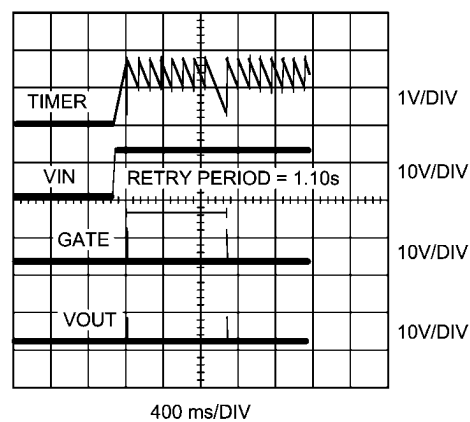 TIMER
1V/DIV
VIN
RETRY PERIOD = 1.10s
10V/DIV
GATE
10V/DIV
VOUT
10V/DIV
400 ms/DIV